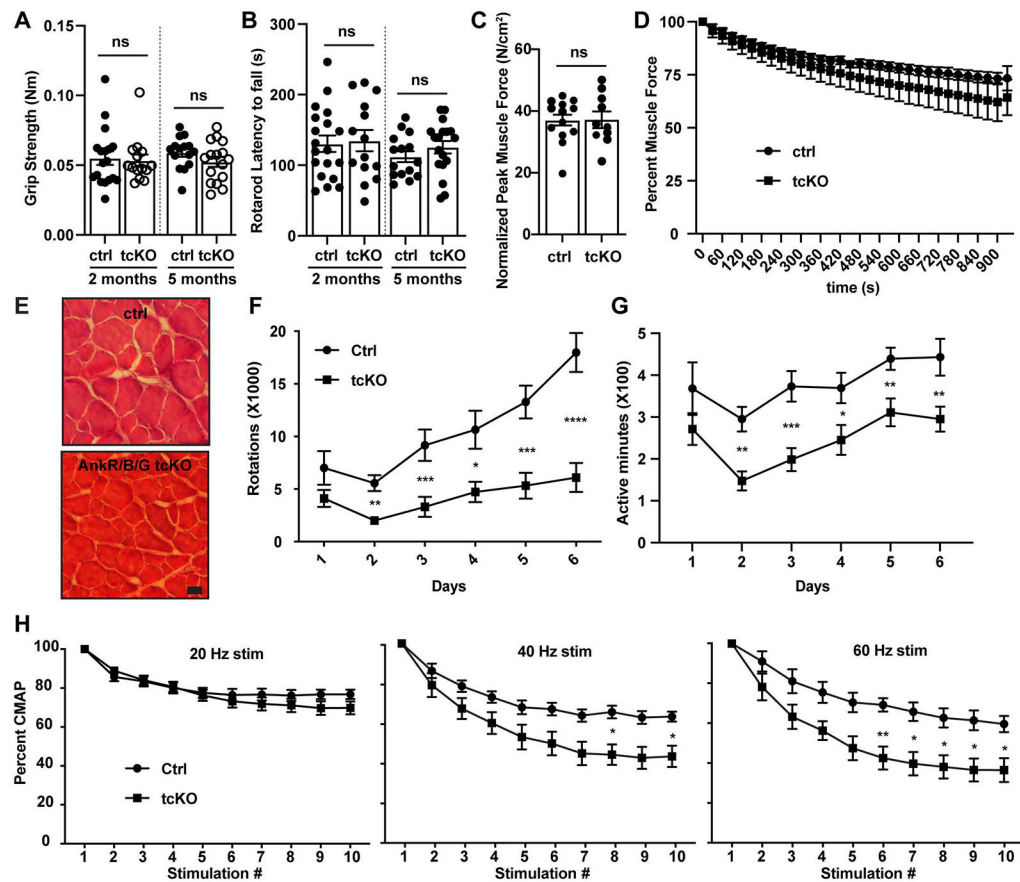 A
Grip Strength (Nm)
0.15
0.10
0.05
0.00
ns
ns
ctrl tcKO ctrl tcKO
2 months 5 months
B
Rotarod Latency to fall (s)
300
200
100
0
ns
ns
ctrl tcKO ctrl tcKO
2 months 5 months
C
Normalized Peak Muscle Force (N/cm²)
60
40
20
0
ns
ctrl tcKO
D
Percent Muscle Force
100
75
50
25
0
ctrl
tcKO
0 60 120 180 240 300 360 420 480 540 600 660 720 780 840 900
time (s)
E
ctrl
AnkR/B/G tcKO
F
Rotations (X1000)
20
15
10
5
0
Ctrl
tcKO
** *** * *** ****
1 2 3 4 5 6
Days
G
Active minutes (X100)
5
4
3
2
1
0
** *** * ** **
1 2 3 4 5 6
Days
H
Percent CMAP
100
80
60
40
20
0
20 Hz stim
Ctrl
tcKO
1 2 3 4 5 6 7 8 9 10
Stimulation #
40 Hz stim
* *
1 2 3 4 5 6 7 8 9 10
Stimulation #
60 Hz stim
** * * * *
1 2 3 4 5 6 7 8 9 10
Stimulation #